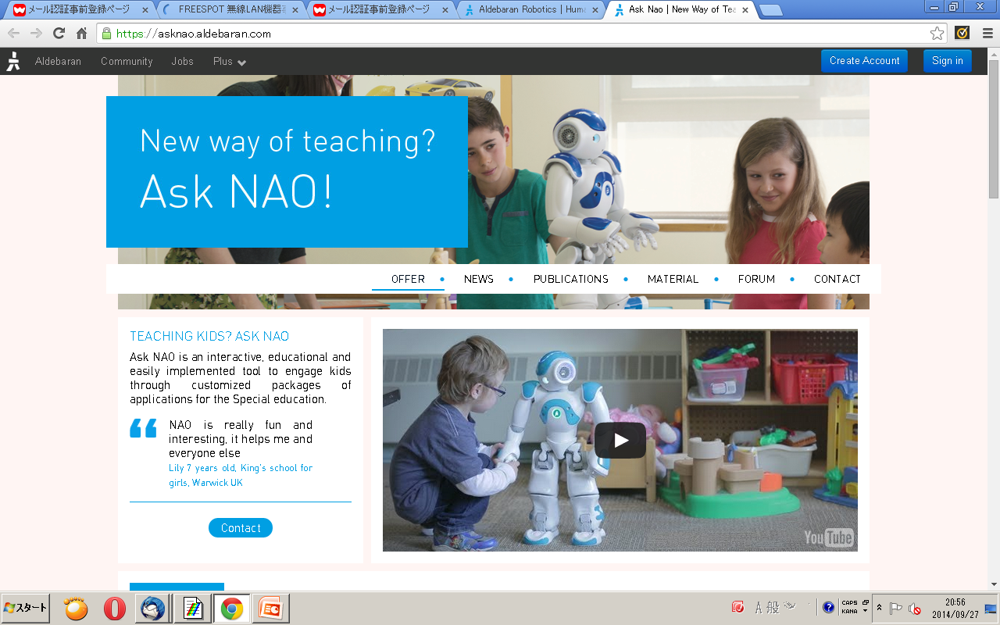 メール認証事前登録ページ
FREESPOT 無線LAN機器
メール認証事前登録ページ
Aldebaran Robotics | Huma
Ask Nao | New Way of Tea
https://asknao.aldebaran.com
Aldebaran
Community
Jobs
Plus
Create Account
Sign in
New way of teaching?
Ask NAO!
OFFER
NEWS
PUBLICATIONS
MATERIAL
FORUM
CONTACT
TEACHING KIDS? ASK NAO
Ask NAO is an interactive, educational and
easily implemented tool to engage kids
through customized packages of
applications for the Special education.
NAO is really fun and
interesting, it helps me and
everyone else
Lily 7 years old, King's school for
girls, Warwick UK
Contact
YouTube
スタート
A 般
CAPS
KANA
20:56
2014/09/27